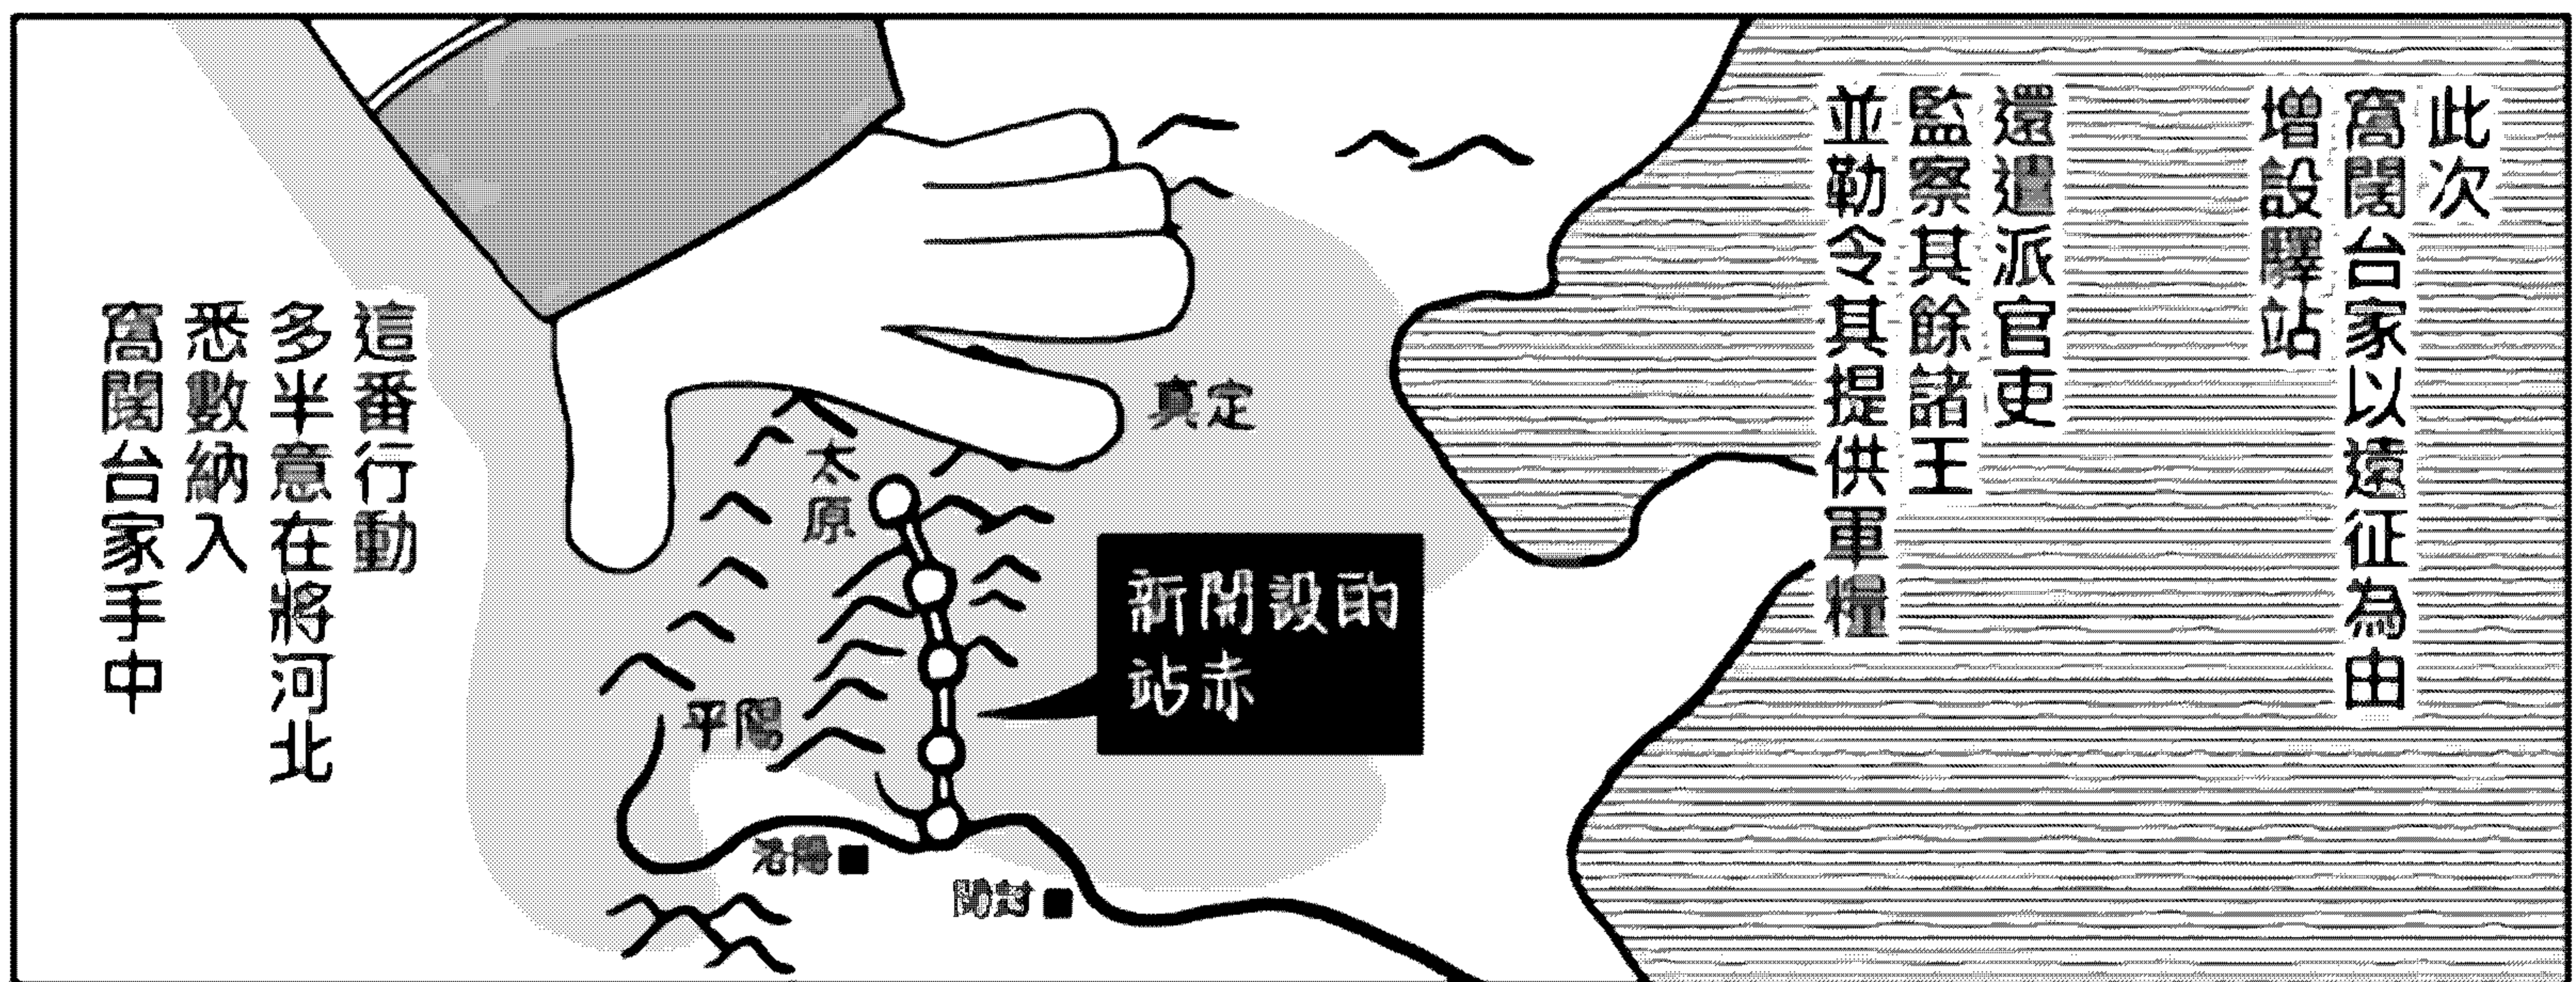 此次
窩闊台家以遠征為由
增設驛站
還遣派官吏
監察其餘諸王
並勒令其提供軍糧
真定
太原
新開設的
站赤
平陽
洛陽
開封
這番行動
多半意在將河北
悉數納入
窩闊台家手中